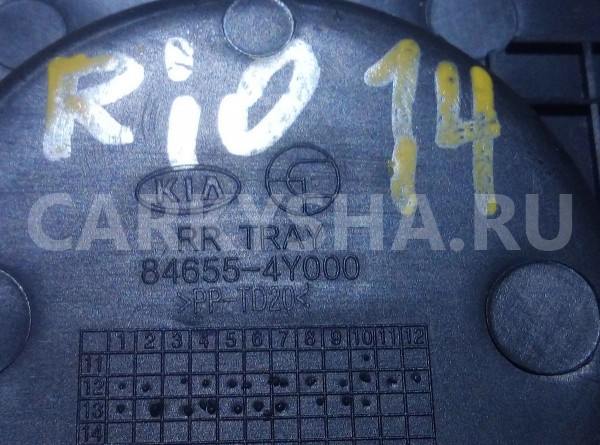 Rio 14
KIA
RR TRAY
CARRYSHA.RU
84655-4Y000
>PP-TD20<
1 2 3 4 5 6 7 8 9 10 11 12
11
12
13
14